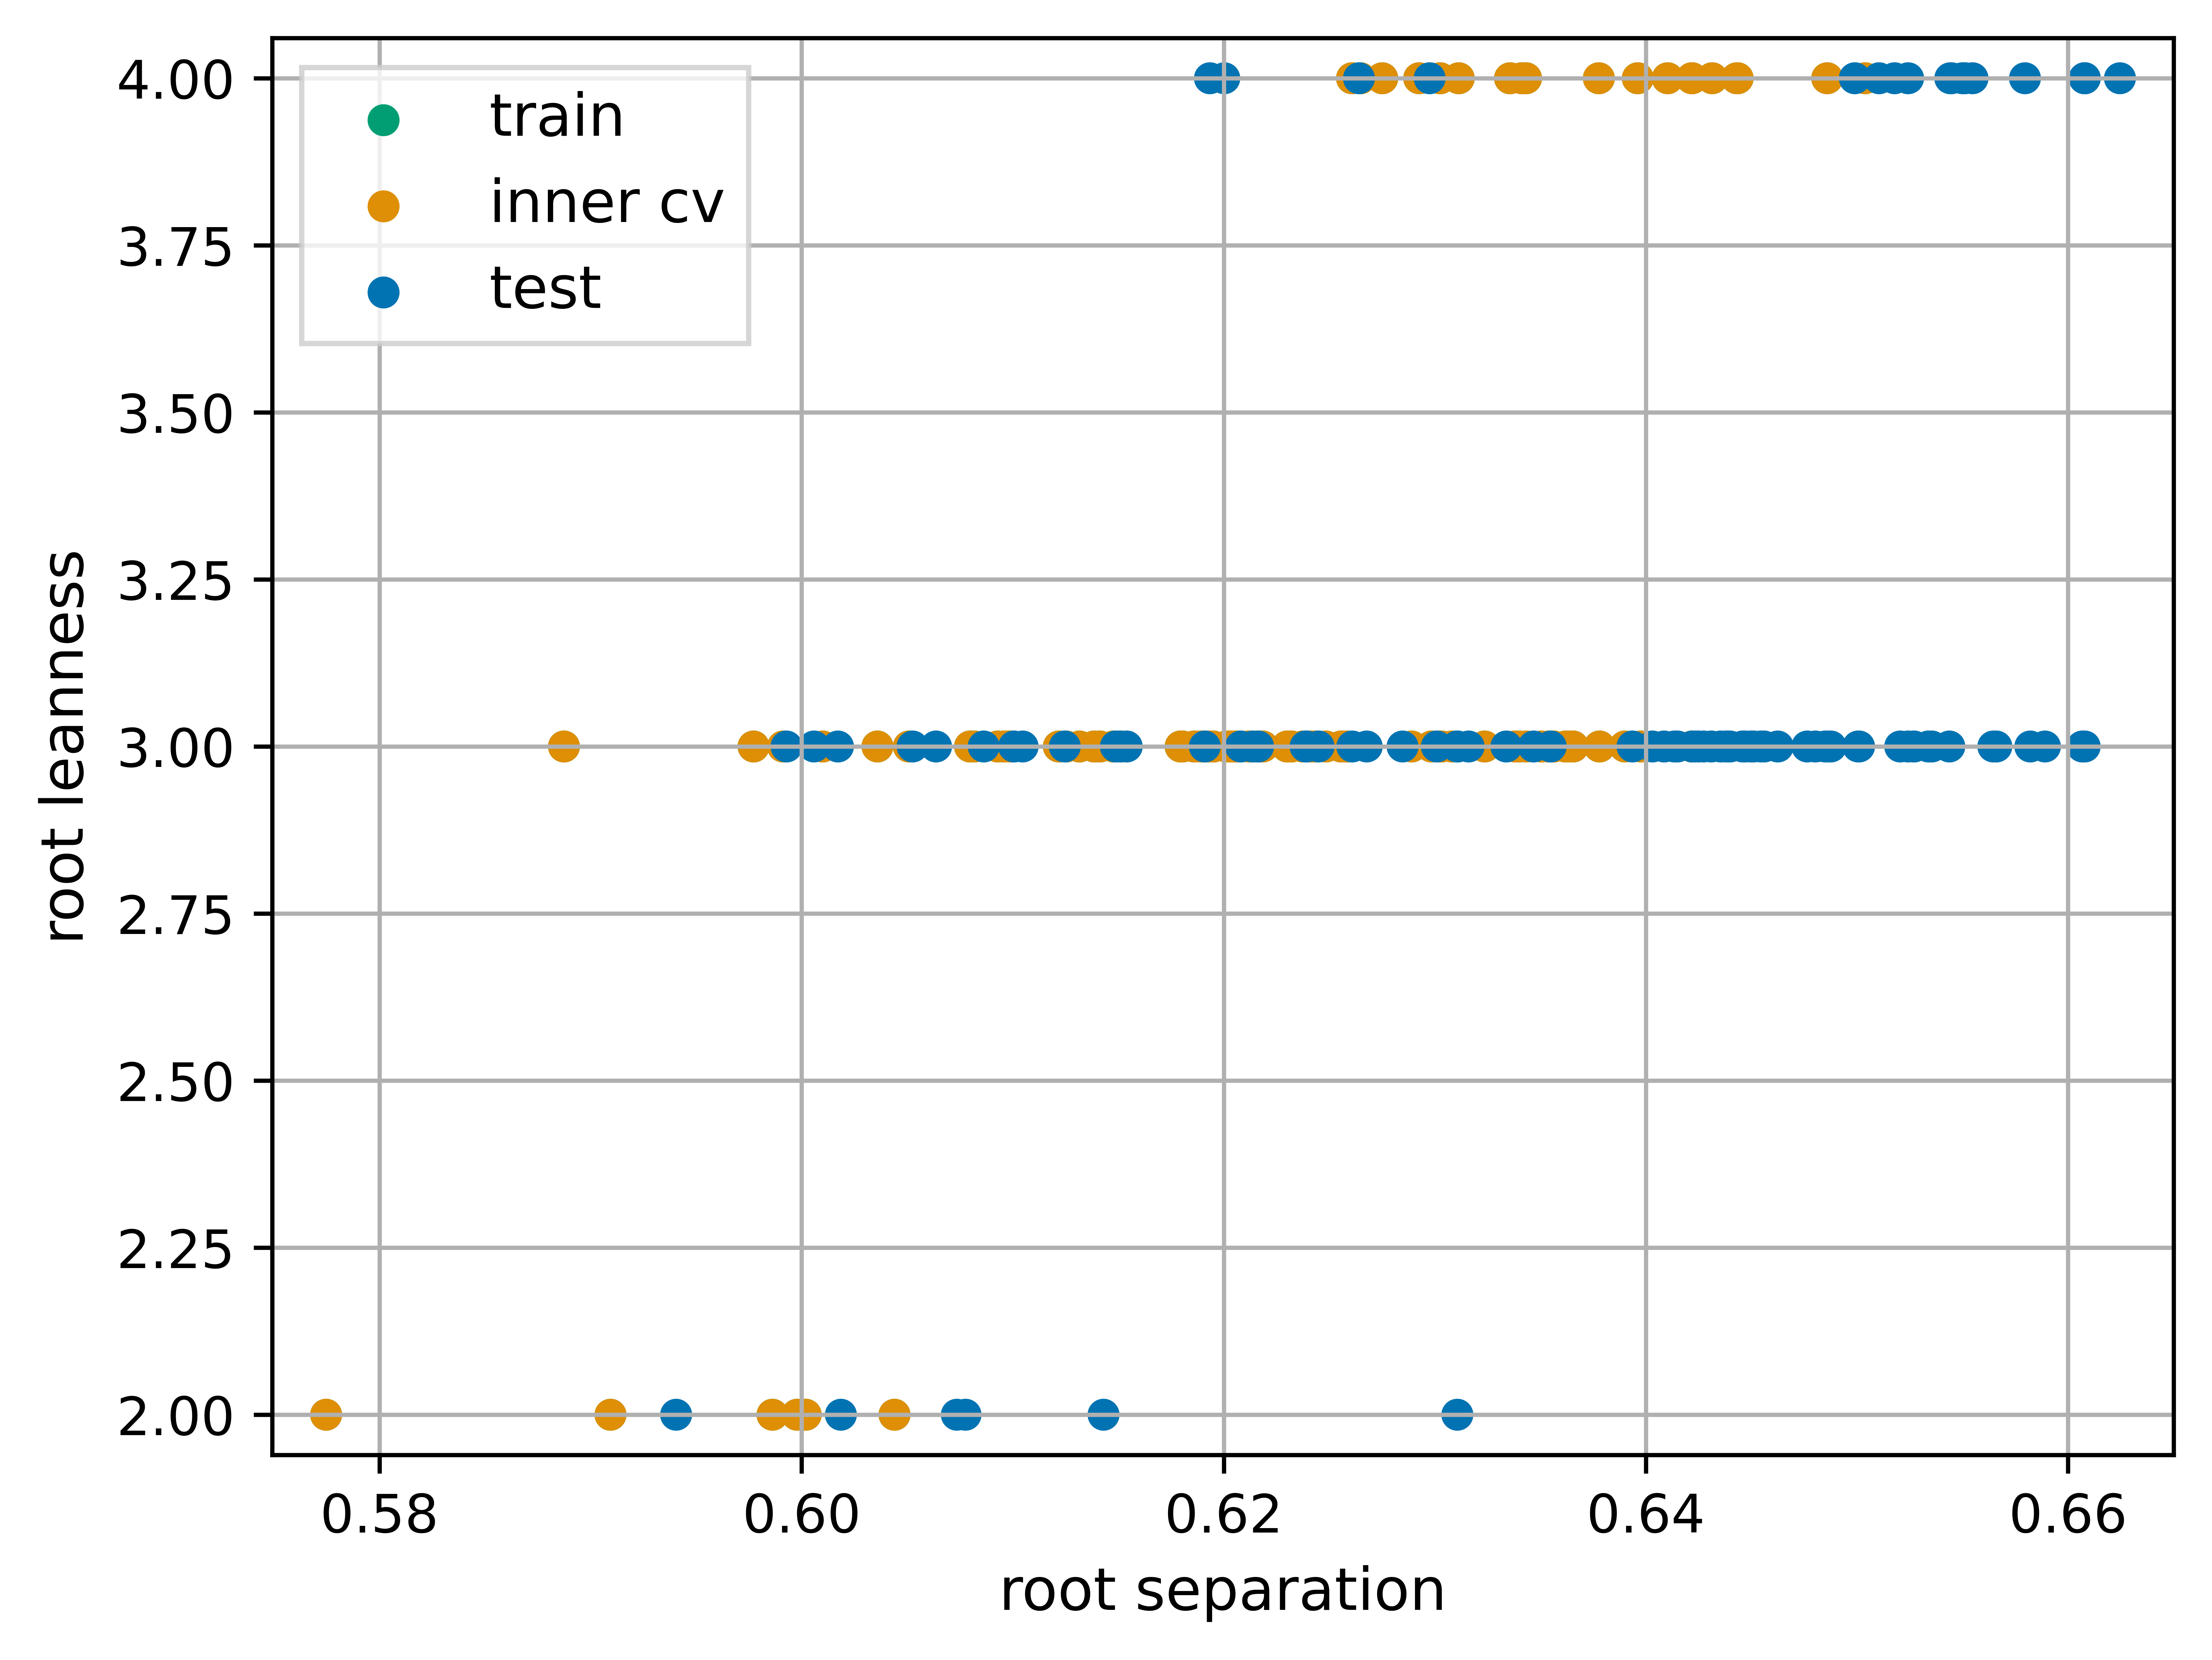 train
inner cv
test
4.00
3.75
3.50
3.25
3.00
2.75
2.50
2.25
2.00
root leanness
0.58 0.60 0.62 0.64 0.66
root separation